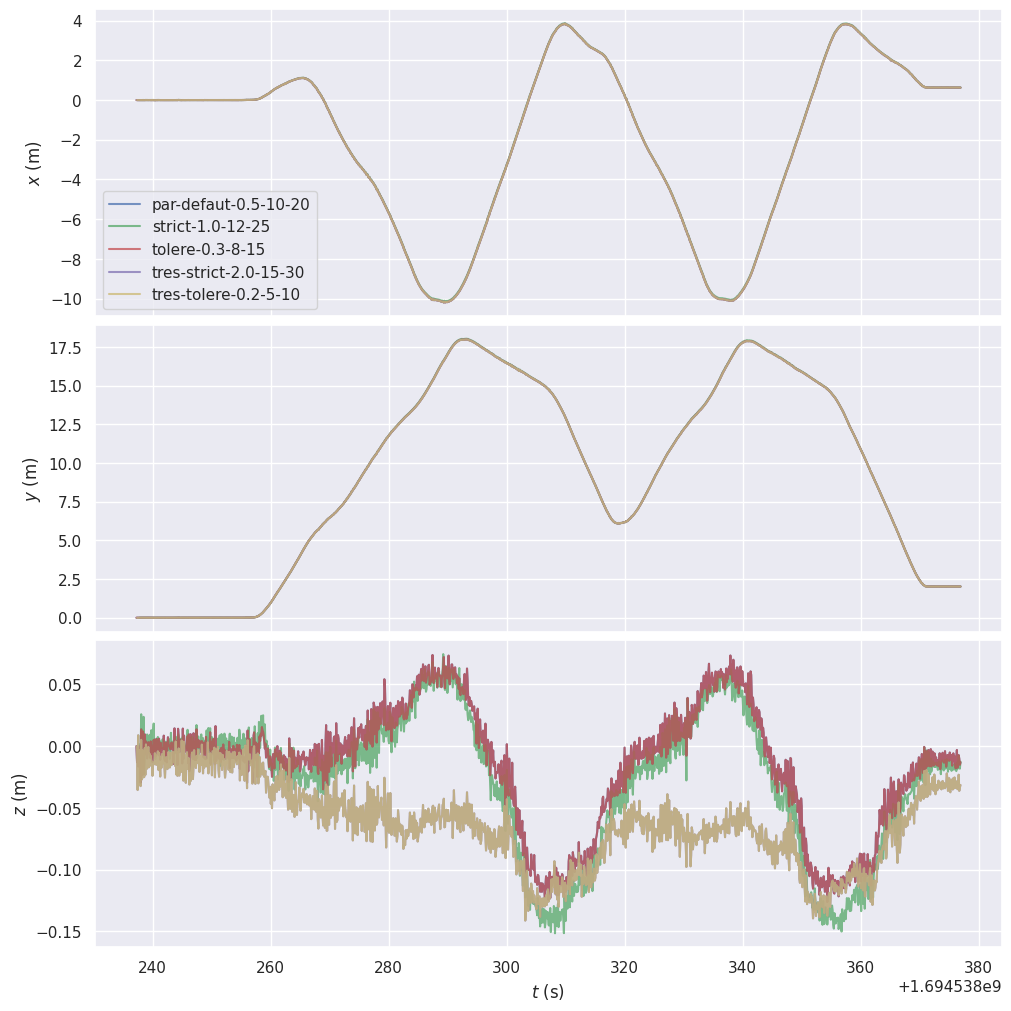 4
2
0
−2
−4
−6
−8
−10
x (m)
par-defaut-0.5-10-20
strict-1.0-12-25
tolere-0.3-8-15
tres-strict-2.0-15-30
tres-tolere-0.2-5-10
17.5
15.0
12.5
10.0
7.5
5.0
2.5
0.0
y (m)
0.05
0.00
−0.05
−0.10
−0.15
z (m)
240 260 280 300 320 340 360 380
+1.694538e9
t (s)